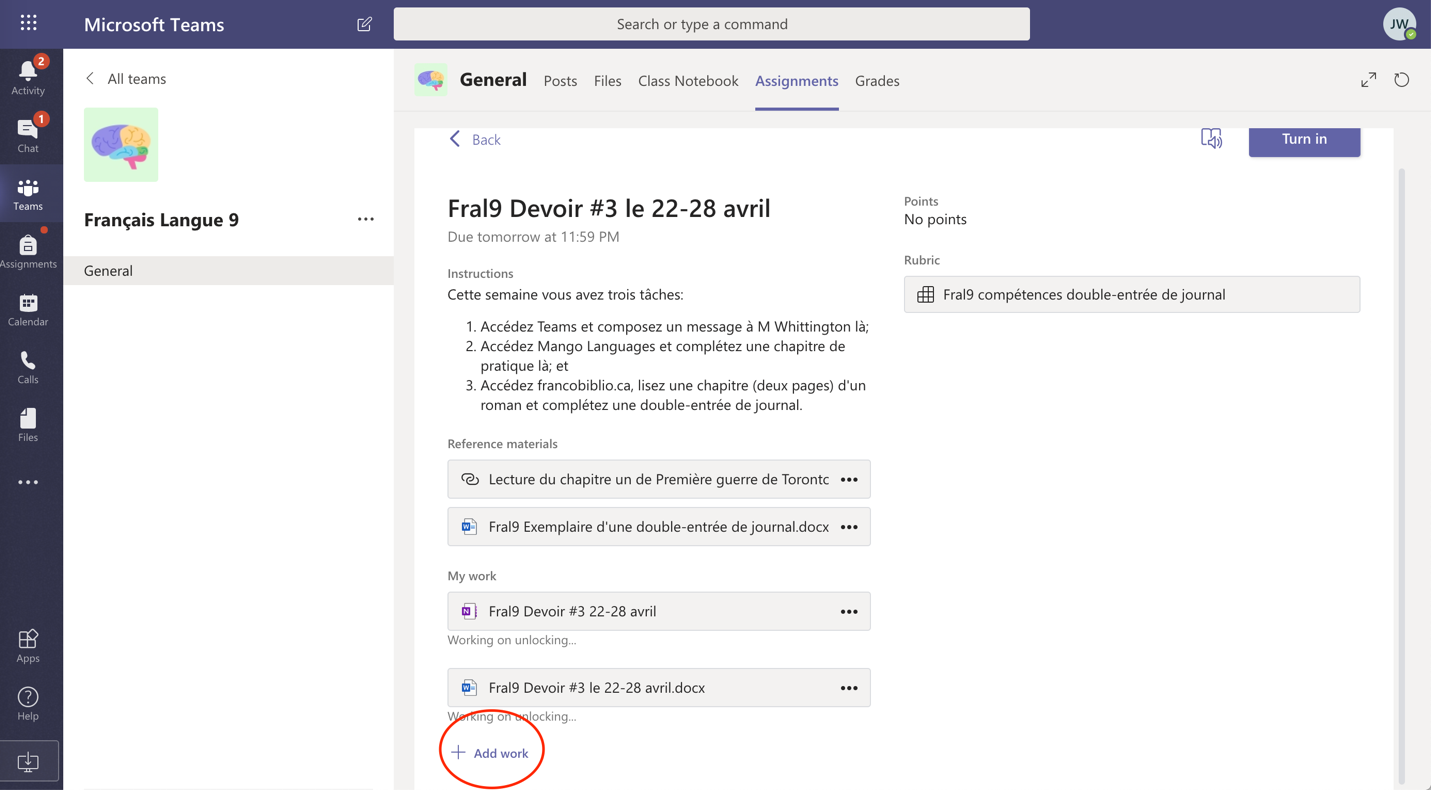 Microsoft Teams
Search or type a command
JW
2
Activity
1
Chat
Teams
Assignments
Calendar
Calls
Files
Apps
Help
All teams
Français Langue 9
General
General Posts Files Class Notebook Assignments Grades
Back
Turn in
Fral9 Devoir #3 le 22-28 avril
Due tomorrow at 11:59 PM
Instructions
Cette semaine vous avez trois tâches:
1. Accédez Teams et composez un message à M Whittington là;
2. Accédez Mango Languages et complétez une chapitre de
pratique là; et
3. Accédez francobiblio.ca, lisez une chapitre (deux pages) d'un
roman et complétez une double-entrée de journal.
Reference materials
Lecture du chapitre un de Première guerre de Torontc
Fral9 Exemplaire d'une double-entrée de journal.docx
My work
Fral9 Devoir #3 22-28 avril
Working on unlocking...
Fral9 Devoir #3 le 22-28 avril.docx
Working on unlocking...
Add work
Points
No points
Rubric
Fral9 compétences double-entrée de journal